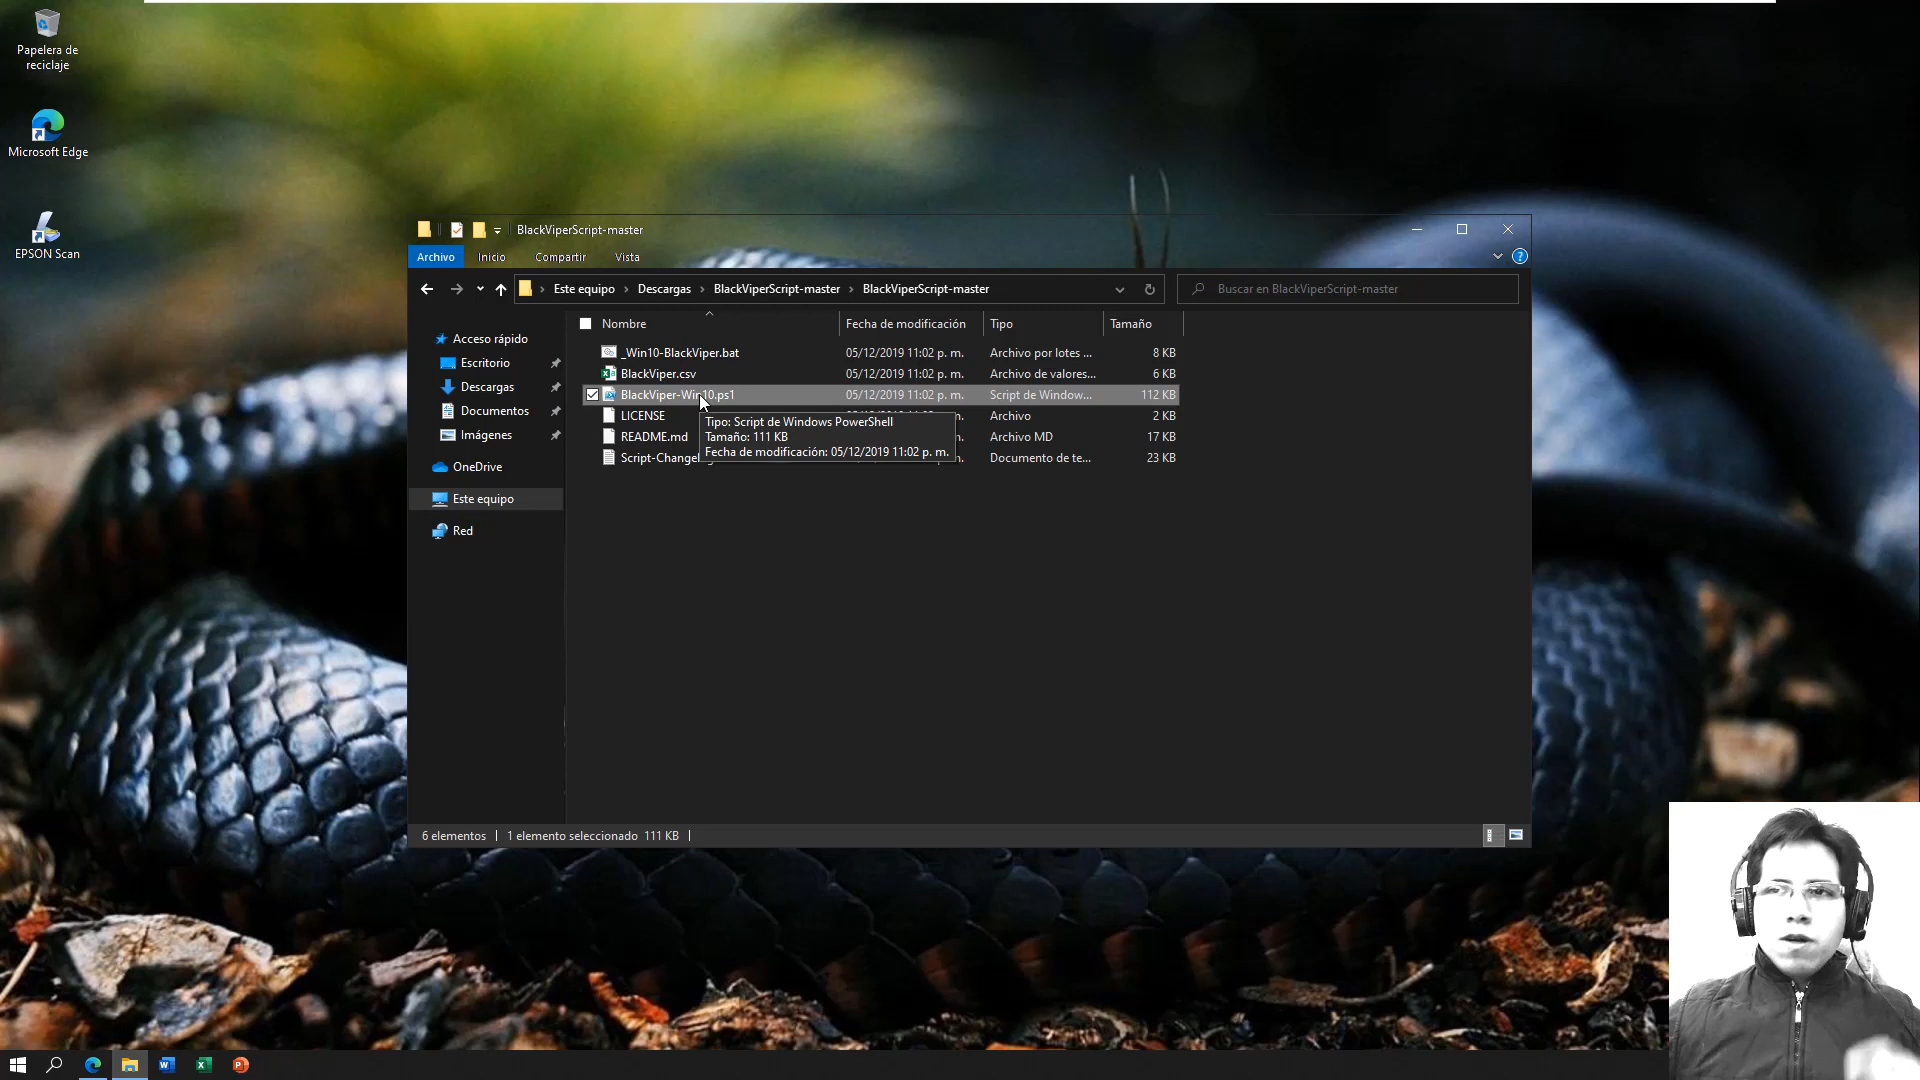 Papelera de
reciclaje
Microsoft Edge
EPSON Scan
BlackViperScript-master
Archivo Inicio Compartir Vista
Este equipo Descargas BlackViperScript-master BlackViperScript-master
Buscar en BlackViperScript-master
Acceso rápido
Escritorio
Descargas
Documentos
Imágenes
OneDrive
Este equipo
Red
Nombre Fecha de modificación Tipo Tamaño
_Win10-BlackViper.bat 05/12/2019 11:02 p. m. Archivo por lotes ... 8 KB
BlackViper.csv 05/12/2019 11:02 p. m. Archivo de valores... 6 KB
BlackViper-Win10.ps1 05/12/2019 11:02 p. m. Script de Window... 112 KB
LICENSE Archivo 2 KB
README.md Archivo MD 17 KB
Documento de te... 23 KB
Tipo: Script de Windows PowerShell
Tamaño: 111 KB
Fecha de modificación: 05/12/2019 11:02 p. m.
6 elementos 1 elemento seleccionado 111 KB